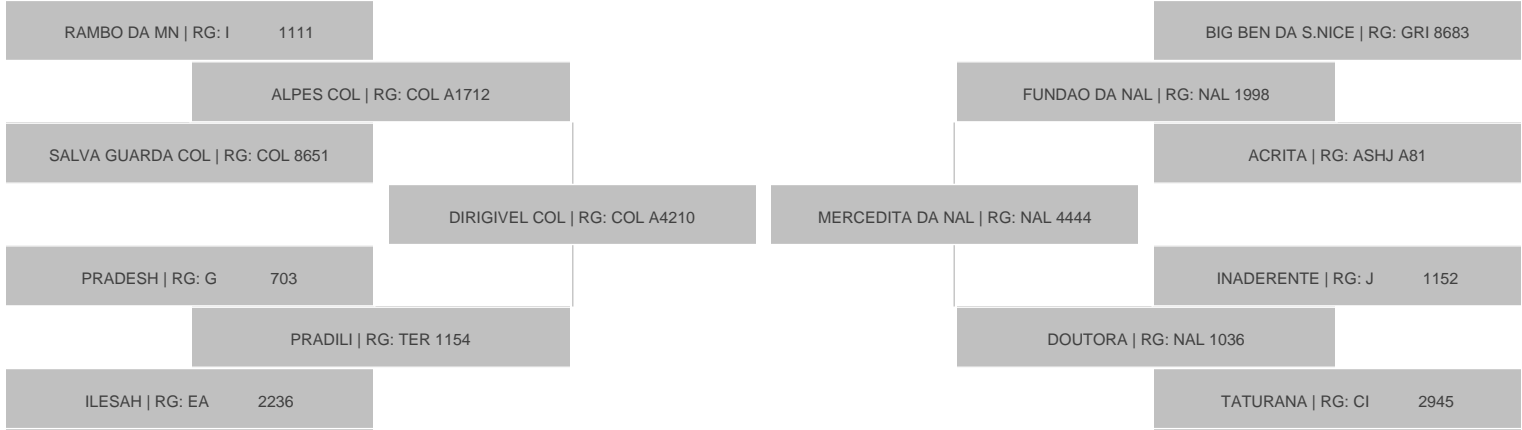 RAMBO DA MN | RG: I 1111
BIG BEN DA S.NICE | RG: GRI 8683
ALPES COL | RG: COL A1712
FUNDAO DA NAL | RG: NAL 1998
SALVA GUARDA COL | RG: COL 8651
ACRITA | RG: ASHJ A81
DIRIGIVEL COL | RG: COL A4210
MERCEDITA DA NAL | RG: NAL 4444
PRADESH | RG: G 703
INADERENTE | RG: J 1152
PRADILI | RG: TER 1154
DOUTORA | RG: NAL 1036
ILESAH | RG: EA 2236
TATURANA | RG: CI 2945